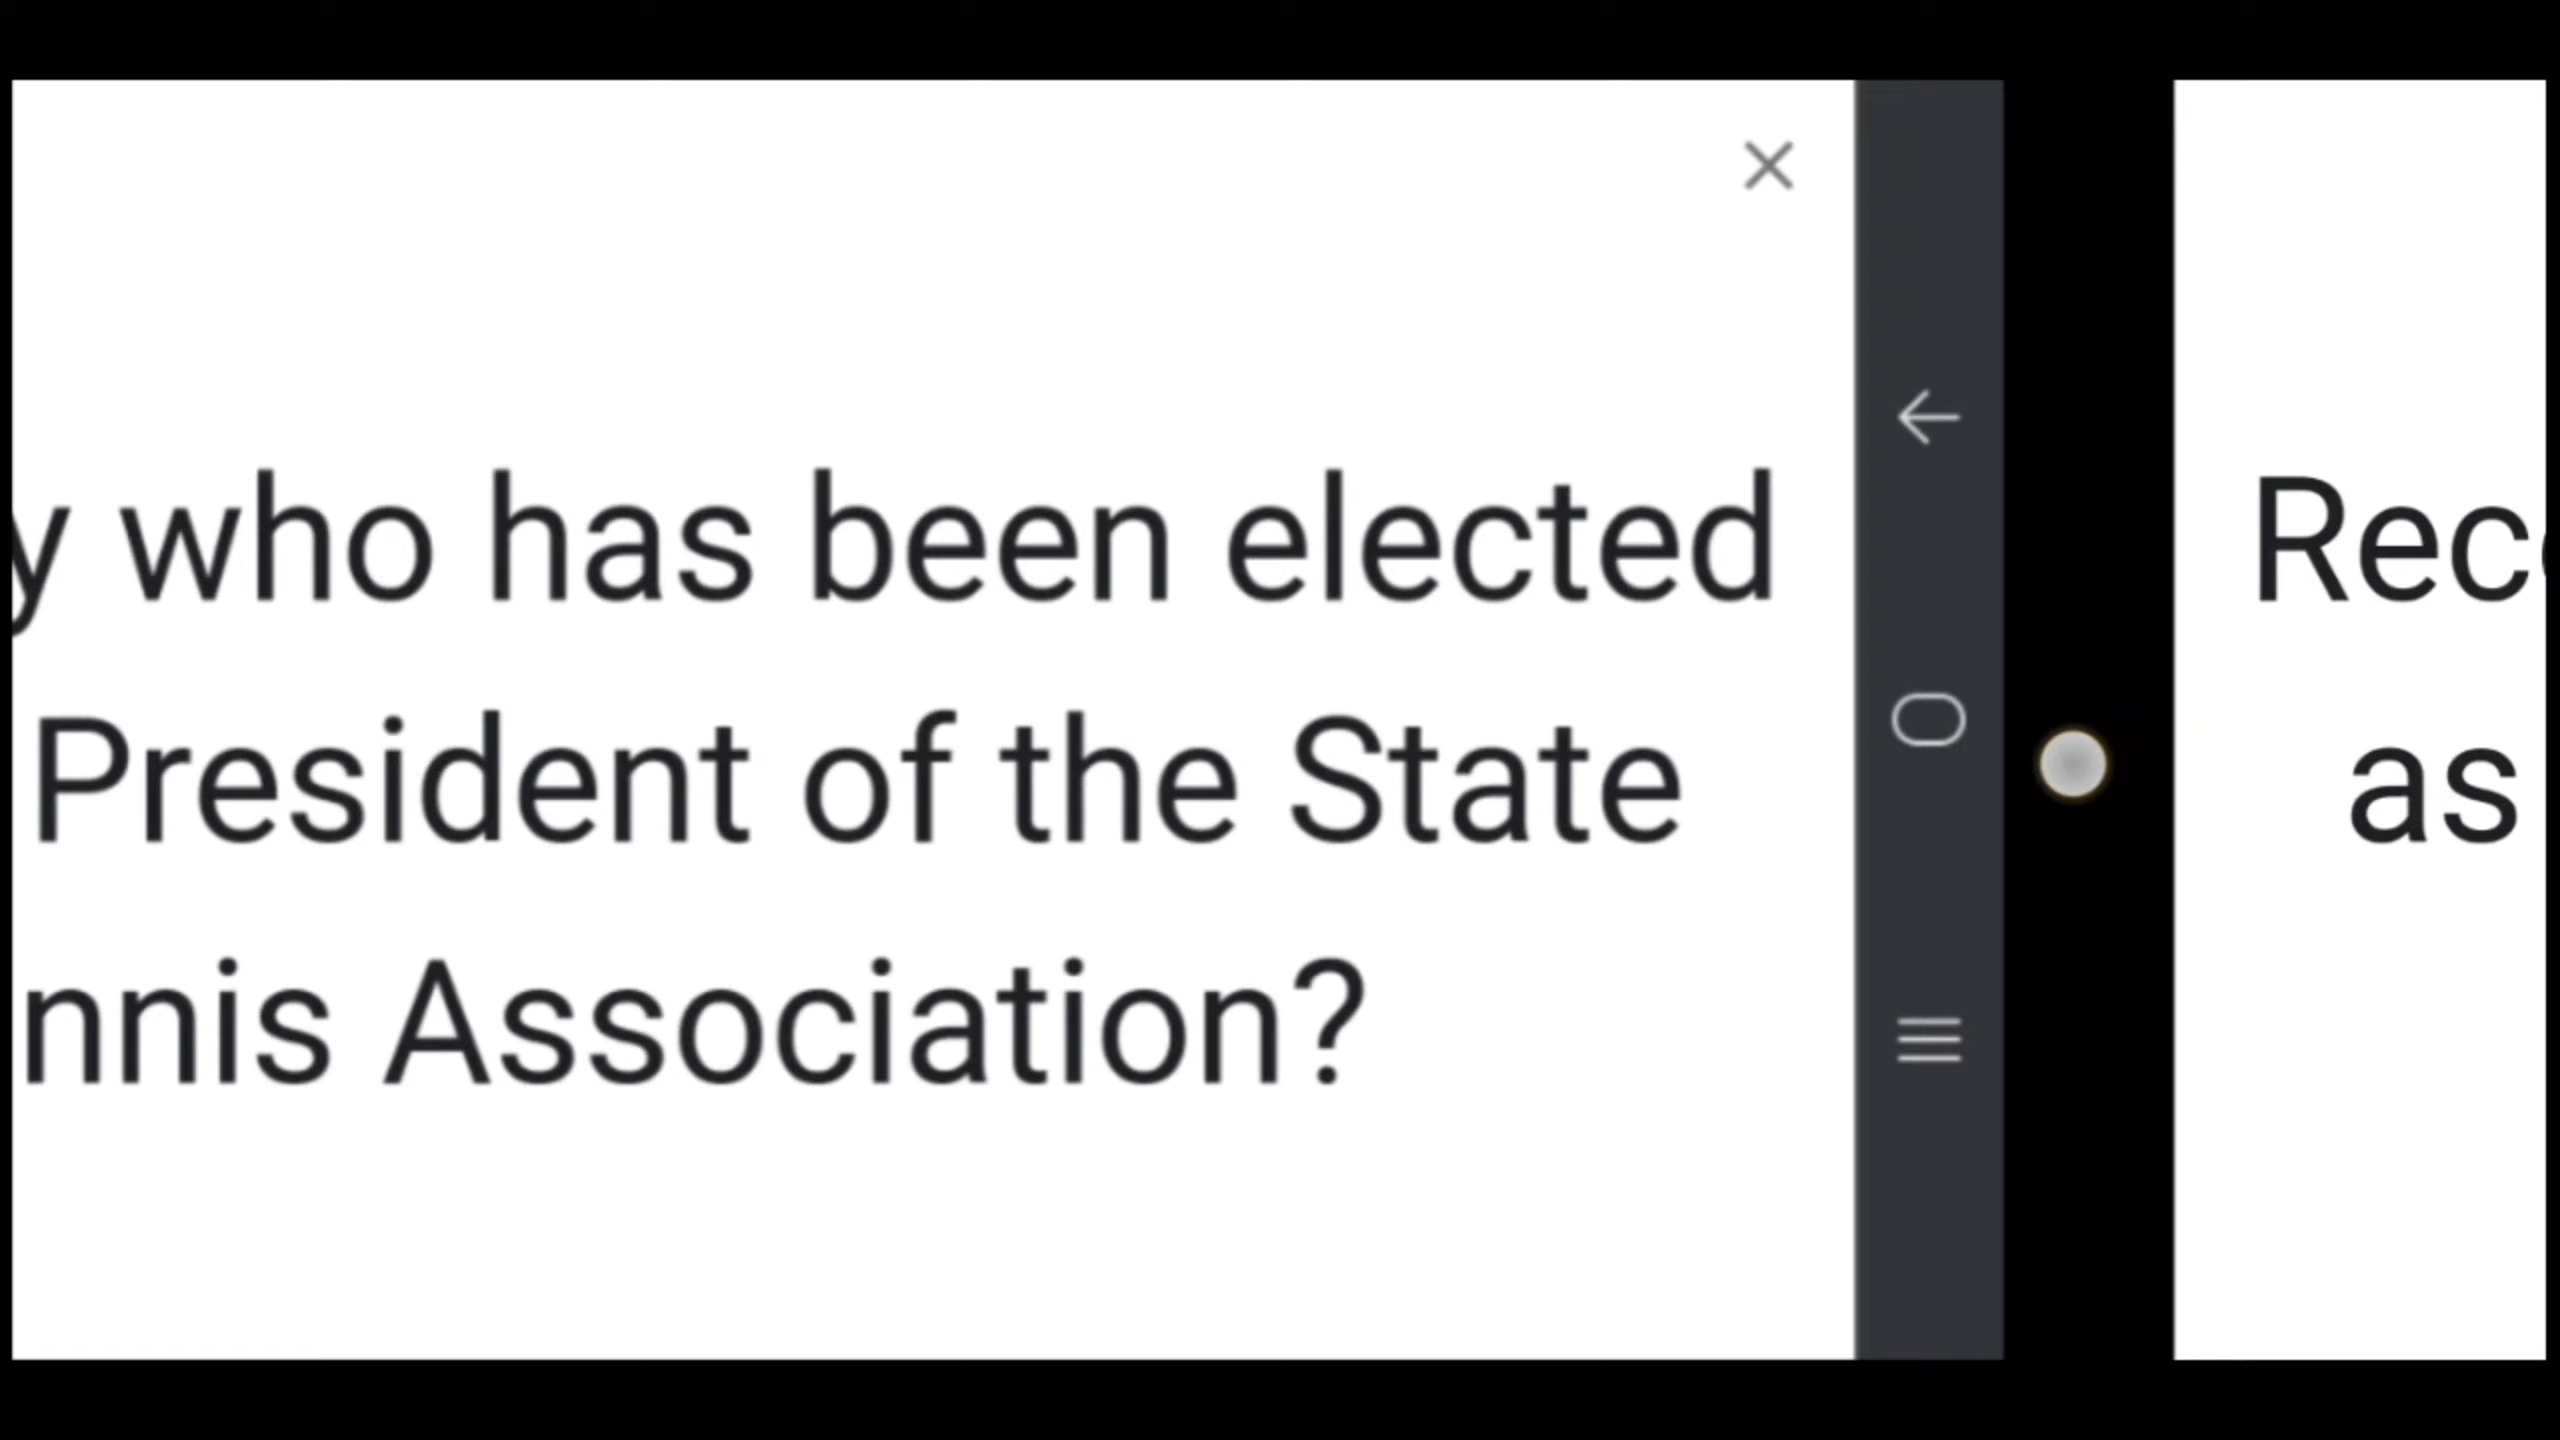 y who has been elected
President of the State
nnis Association?
Rec
as